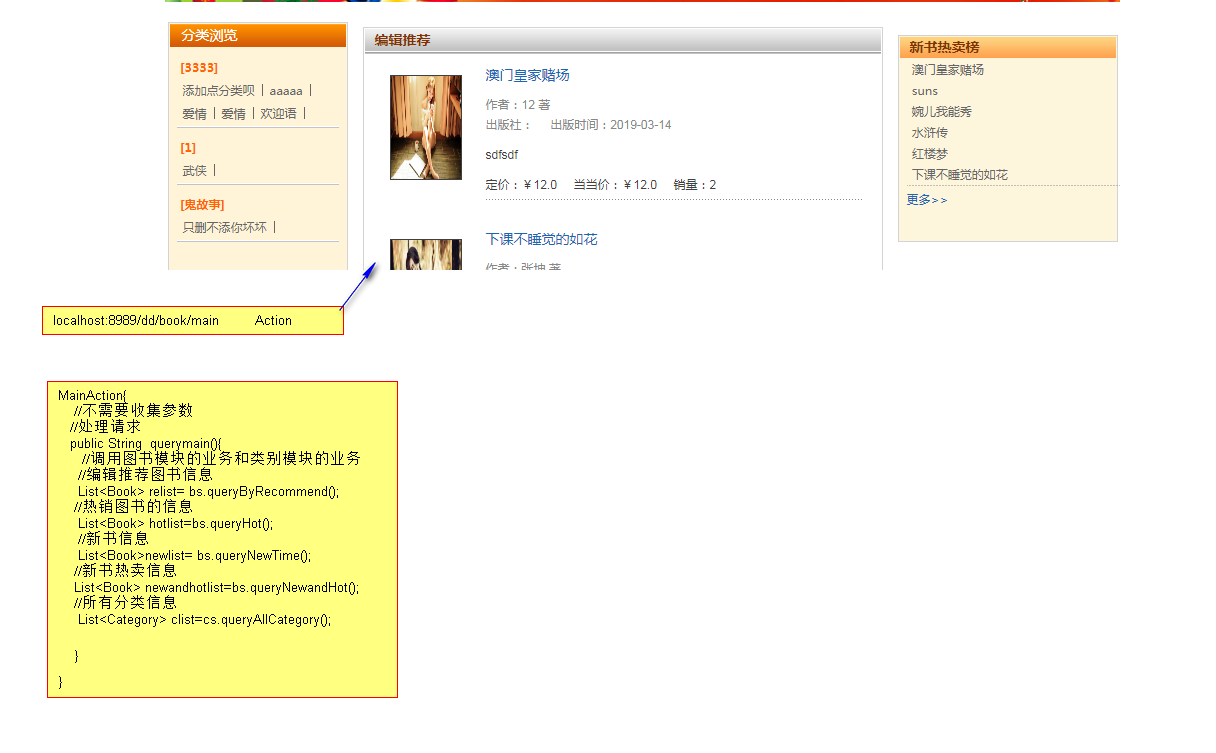 分类浏览
[3333]
添加点分类呗 | aaaaa |
爱情 | 爱情 | 欢迎语 |
[1]
武侠 |
[鬼故事]
只删不添你坏坏 |
编辑推荐
澳门皇家赌场
作者：12 著
出版社： 出版时间：2019-03-14
sdfsdf
定价：￥12.0 当当价：￥12.0 销量：2
下课不睡觉的如花
作者：张坤 著
新书热卖榜
澳门皇家赌场
suns
婉儿我能秀
水浒传
红楼梦
下课不睡觉的如花
更多>>
localhost:8989/dd/book/main Action
MainAction{
//不需要收集参数
//处理请求
public String querymain(){
//调用图书模块的业务和类别模块的业务
//编辑推荐图书信息
List<Book> relist= bs.queryByRecommend();
//热销图书的信息
List<Book> hotlist=bs.queryHot();
//新书信息
List<Book>newlist= bs.queryNewTime();
//新书热卖信息
List<Book> newandhotlist=bs.queryNewandHot();
//所有分类信息
List<Category> clist=cs.queryAllCategory();
}
}